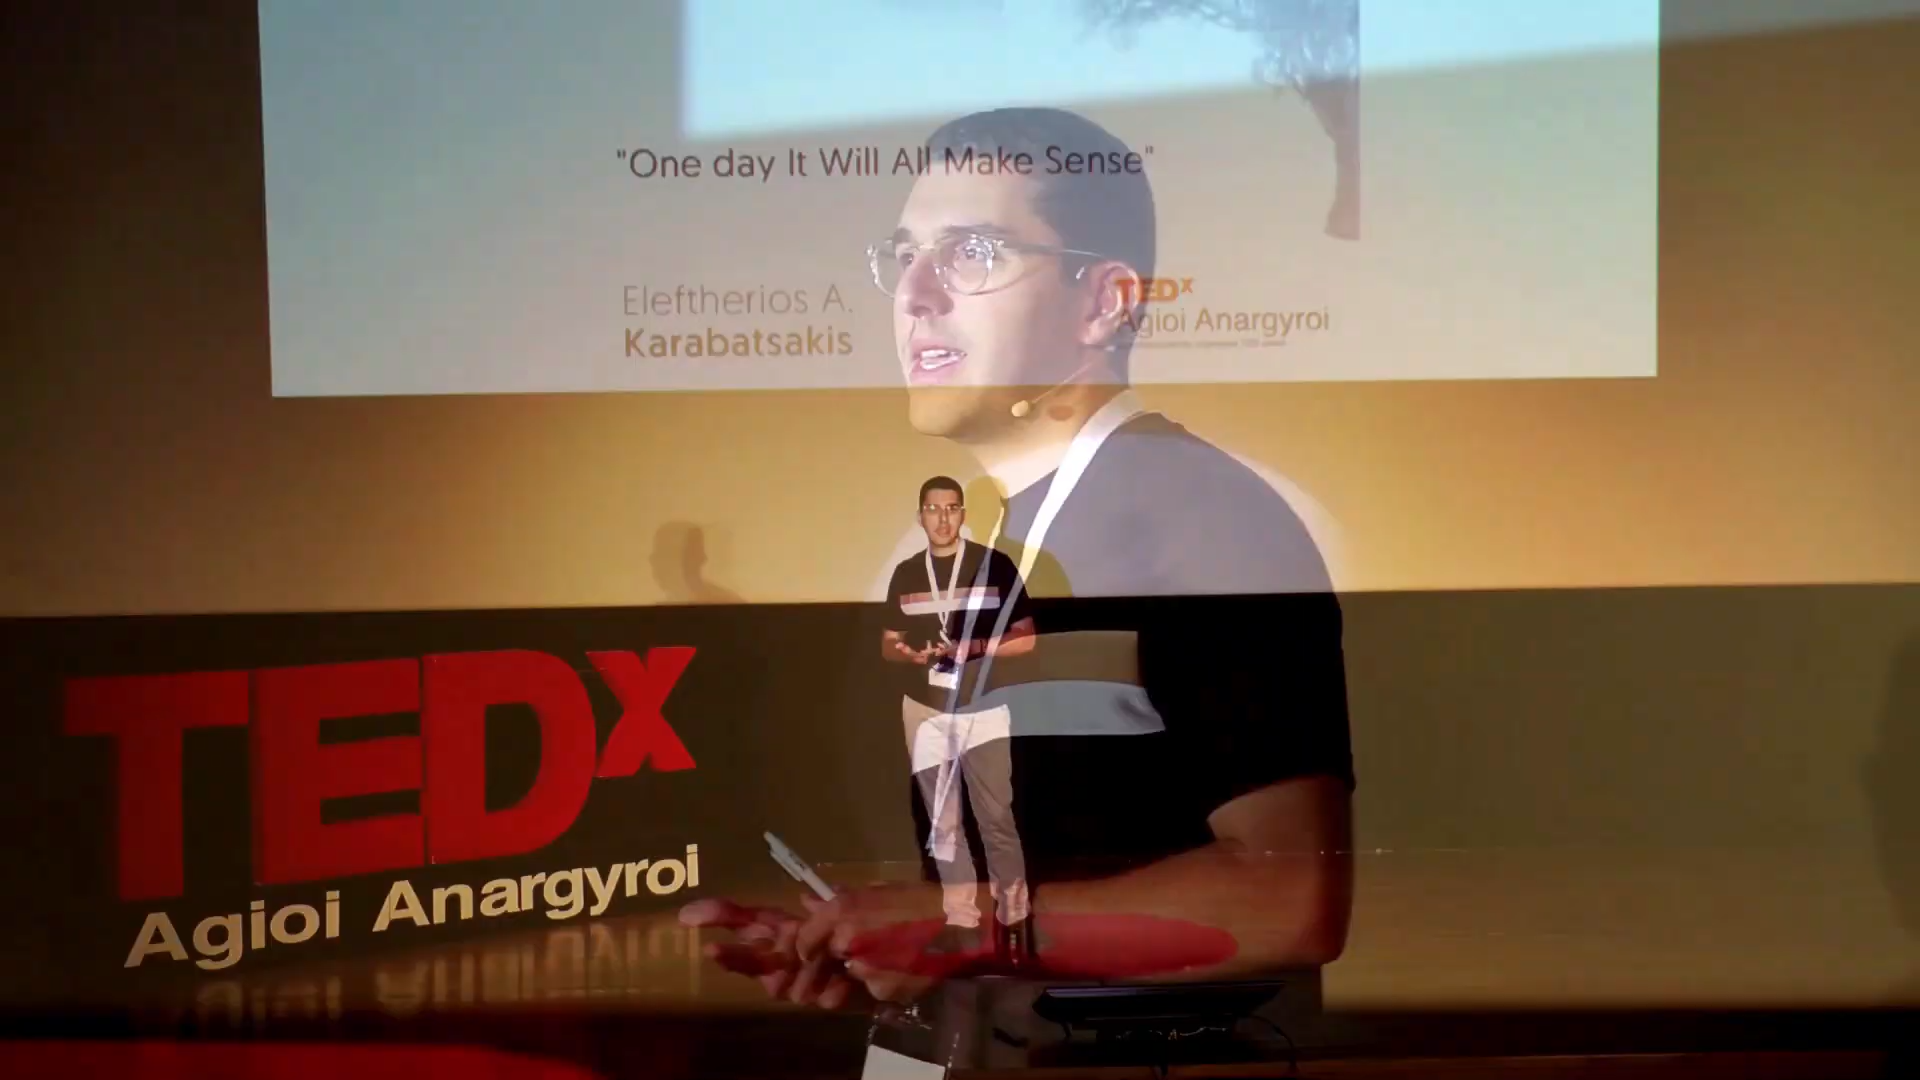 "One day It Will All Make Sense"
Eleftherios A.
Karabatsakis
TEDx
Agioi Anargyroi
TEDx
Agioi Anargyroi